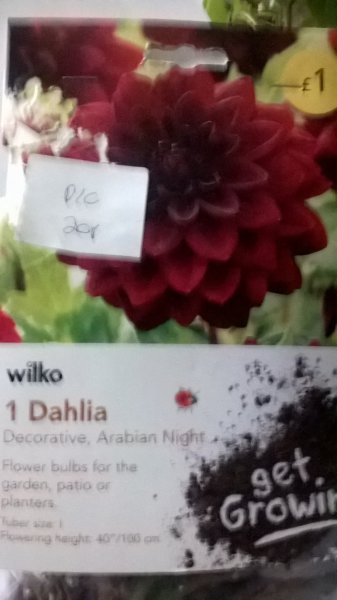 £1
20p
wilko
1 Dahlia
Decorative, Arabian Night
Flower bulbs for the
garden, patio or
planters.
Tuber size: I
Flowering height: 40"/100 cm
get
Growin